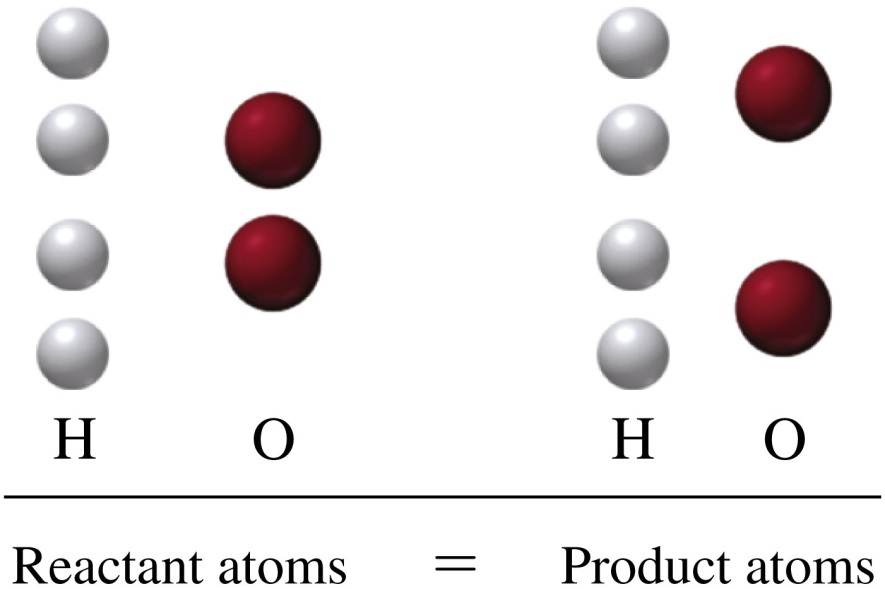 H O H O
Reactant atoms = Product atoms